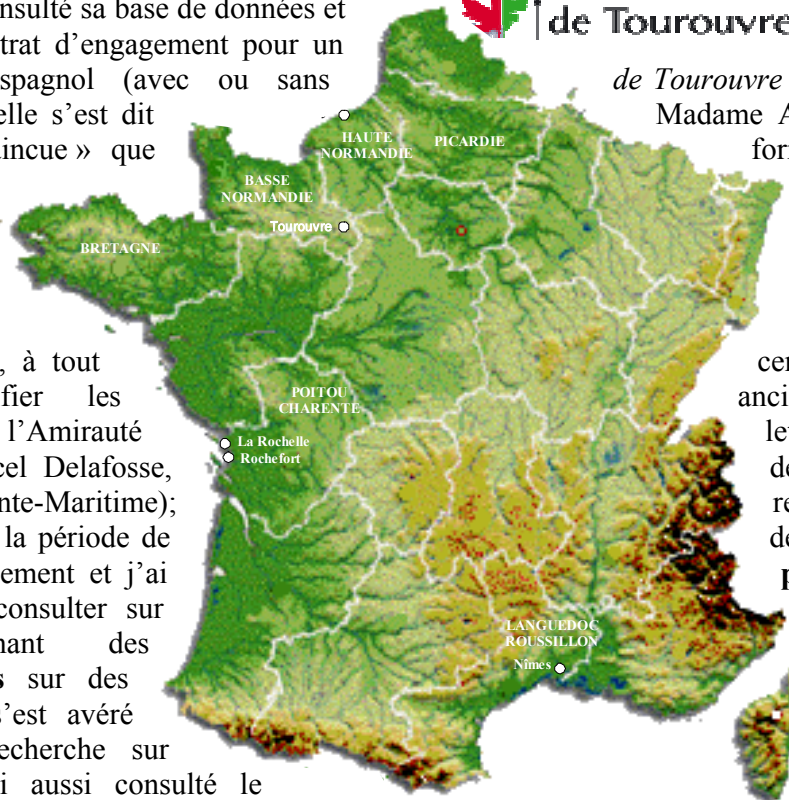 nsulté sa base de données et
trat d'engagement pour un
spagnol (avec ou sans
elle s'est dit
incue » que
de Tourouvre
de Tourouvre
Madame A
for
HAUTE
NORMANDIE
PICARDIE
BASSE
NORMANDIE
Tourouvre
BRETAGNE
, à tout
fier les
l'Amirauté
cel Delafosse,
nte-Maritime);
la période de
ement et j'ai
consulter sur
nant des
s sur des
s'est avéré
echerche sur
i aussi consulté le
POITOU
CHARENTE
La Rochelle
Rochefort
LANGUEDOC
ROUSSILLON
Nîmes
cer
anci
le
de
re
de
p